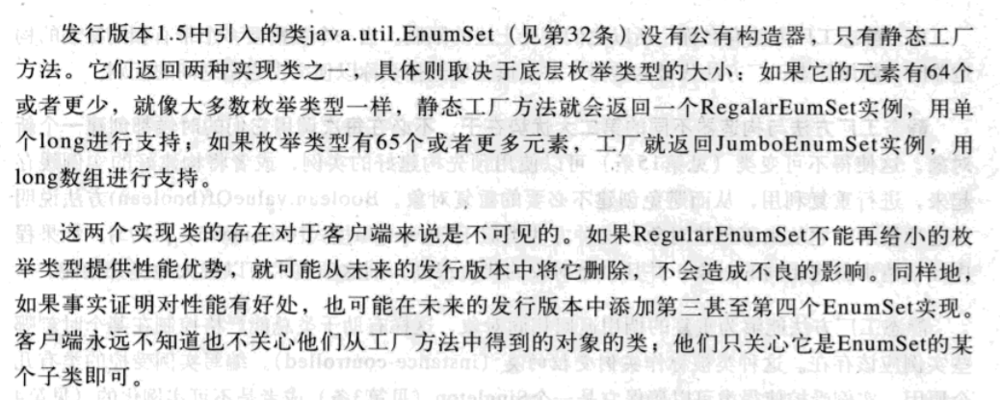 发行版本1.5中引入的类java.util.EnumSet（见第32条）没有公有构造器，只有静态工厂
方法。它们返回两种实现类之一，具体则取决于底层枚举类型的大小：如果它的元素有64个
或者更少，就像大多数枚举类型一样，静态工厂方法就会返回一个RegalarEumSet实例，用单
个long进行支持；如果枚举类型有65个或者更多元素，工厂就返回JumboEnumSet实例，用
long数组进行支持。
这两个实现类的存在对于客户端来说是不可见的。如果RegularEnumSet不能再给小的枚
举类型提供性能优势，就可能从未来的发行版本中将它删除，不会造成不良的影响。同样地，
如果事实证明对性能有好处，也可能在未来的发行版本中添加第三甚至第四个EnumSet实现。
客户端永远不知道也不关心他们从工厂方法中得到的对象的类；他们只关心它是EnumSet的某
个子类即可。